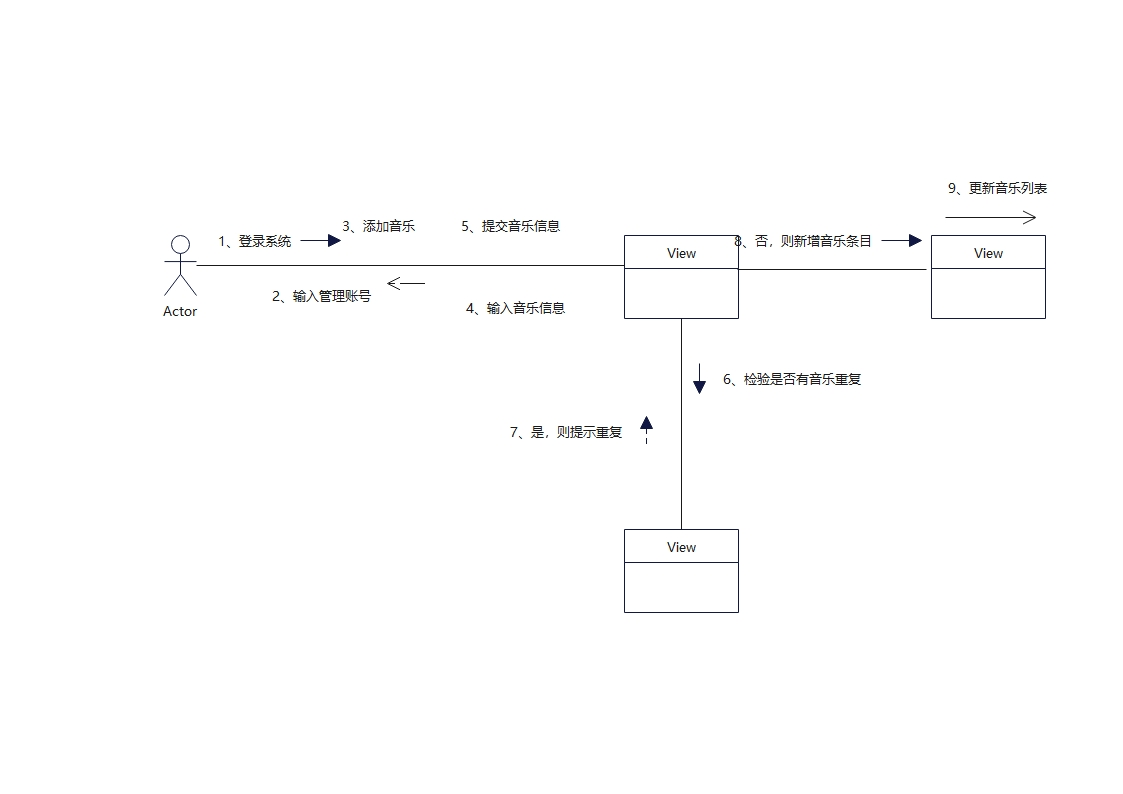 9、更新音乐列表
3、添加音乐
5、提交音乐信息
1、登录系统
8、否，则新增音乐条目
View
View
2、输入管理账号
4、输入音乐信息
Actor
6、检验是否有音乐重复
7、是，则提示重复
View